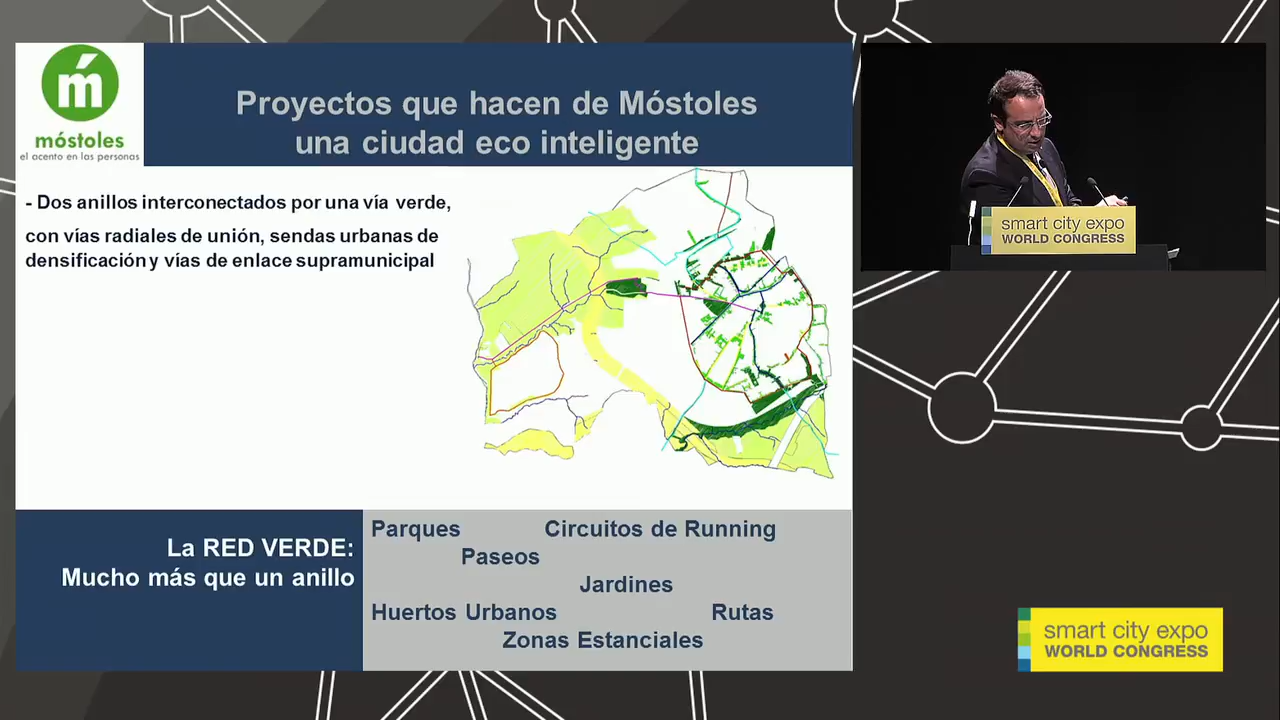 ḿ
móstoles
el acento en las personas
Proyectos que hacen de Móstoles
una ciudad eco inteligente
- Dos anillos interconectados por una vía verde,
con vías radiales de unión, sendas urbanas de
densificación y vías de enlace supramunicipal
La RED VERDE:
Mucho más que un anillo
Parques Circuitos de Running
Paseos
Jardines
Huertos Urbanos Rutas
Zonas Estanciales
smart city expo
WORLD CONGRESS
smart city expo
WORLD CONGRESS